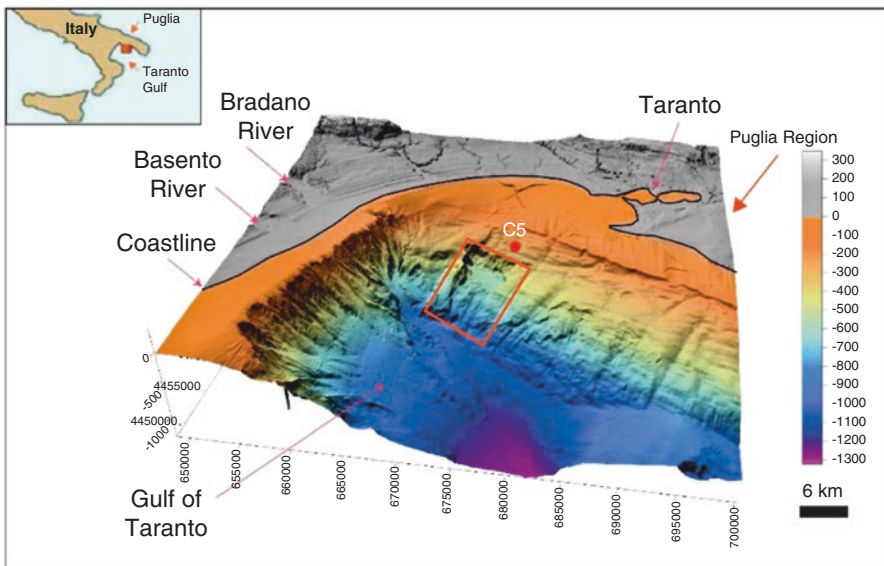 Italy
Puglia
Taranto
Gulf
Bradano
River
Basento
River
Coastline
Taranto
Puglia Region
C5
300
200
100
0
-100
-200
-300
-400
-500
-600
-700
-800
-900
-1000
-1100
-1200
-1300
6 km
0
-500
-1000
4455000
4450000
650000
655000
660000
665000
670000
675000
680000
685000
690000
695000
700000
Gulf of
Taranto